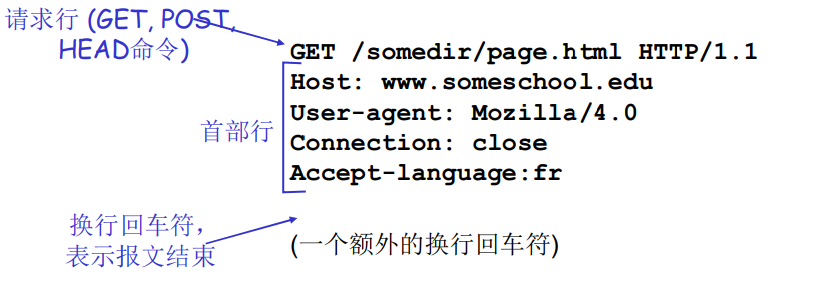 请求行 (GET, POST,
HEAD命令)
GET /somedir/page.html HTTP/1.1
Host: www.someschool.edu
User-agent: Mozilla/4.0
Connection: close
Accept-language:fr
首部行
换行回车符，
表示报文结束
(一个额外的换行回车符)